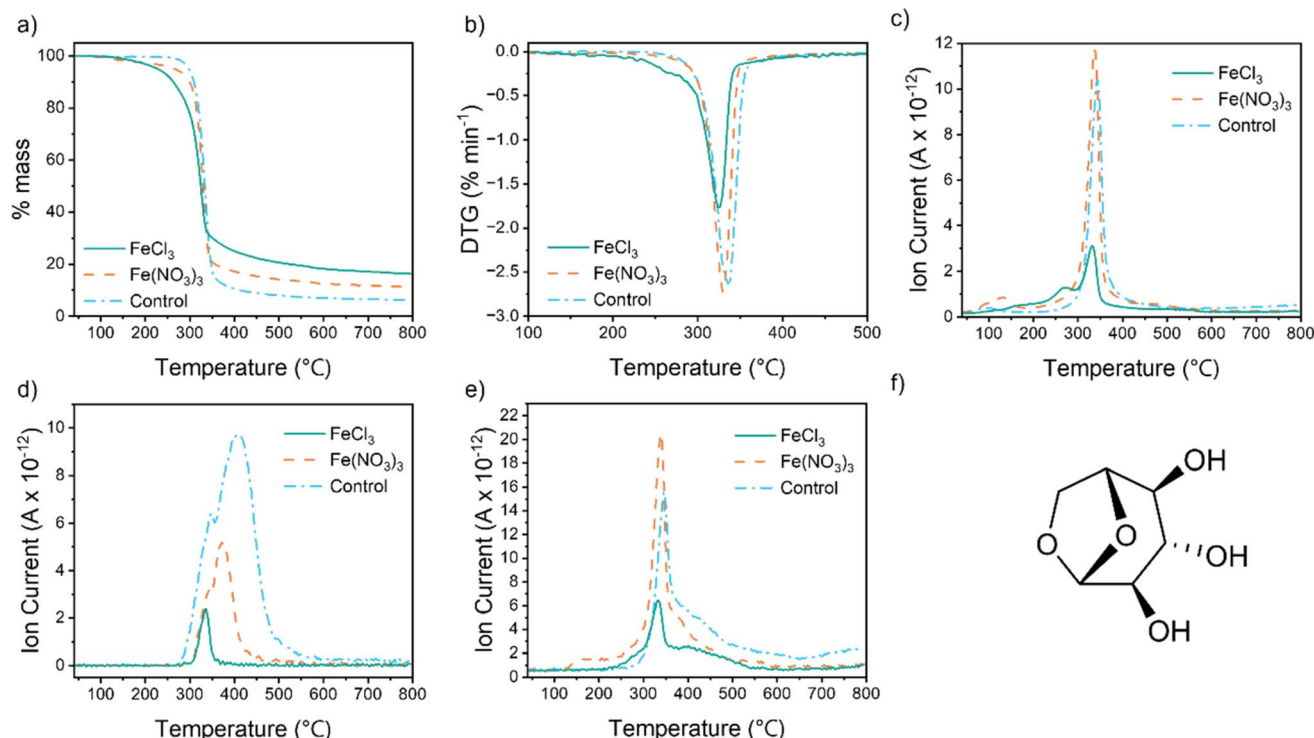 a)
100
80
60
40
20
0
% mass
FeCl3
Fe(NO3)3
Control
100 200 300 400 500 600 700 800
Temperature (°C)
b)
0.0
−0.5
−1.0
−1.5
−2.0
−2.5
−3.0
DTG (% min-1)
FeCl3
Fe(NO3)3
Control
100 200 300 400 500
Temperature (°C)
c)
12
10
8
6
4
2
0
Ion Current (A x 10-12)
FeCl3
Fe(NO3)3
Control
100 200 300 400 500 600 700 800
Temperature (°C)
d)
10
8
6
4
2
0
Ion Current (A x 10-12)
FeCl3
Fe(NO3)3
Control
100 200 300 400 500 600 700 800
Temperature (°C)
e)
22
20
18
16
14
12
10
8
6
4
2
0
Ion Current (A x 10-12)
FeCl3
Fe(NO3)3
Control
100 200 300 400 500 600 700 800
Temperature (°C)
f)
OH
O
O
OH
OH